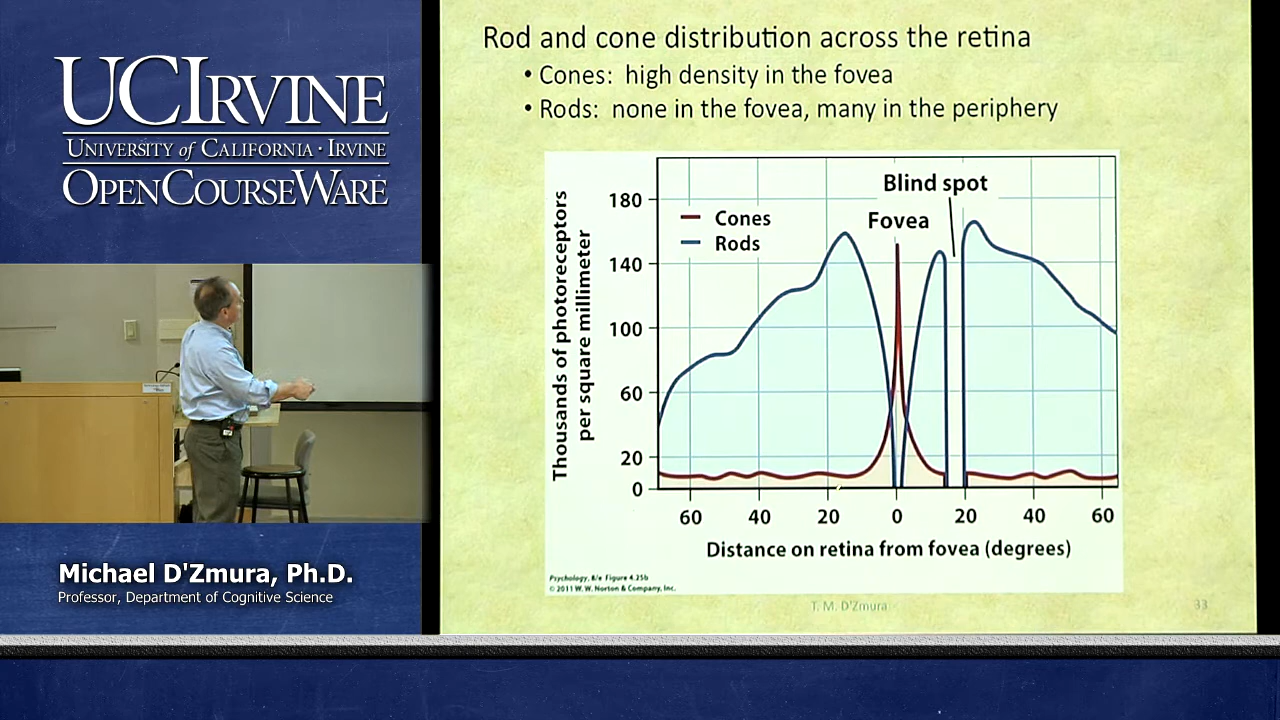 UCIRVINE
UNIVERSITY of CALIFORNIA · IRVINE
OPENCOURSEWARE
Michael D'Zmura, Ph.D.
Professor, Department of Cognitive Science
Rod and cone distribution across the retina
• Cones: high density in the fovea
• Rods: none in the fovea, many in the periphery
Thousands of photoreceptors
per square millimeter
180
140
100
60
20
0
Cones
Rods
Blind spot
Fovea
60 40 20 0 20 40 60
Distance on retina from fovea (degrees)
Psychology, 8/e Figure 4.25b
© 2011 W. W. Norton & Company, Inc.
T. M. D'Zmura
33